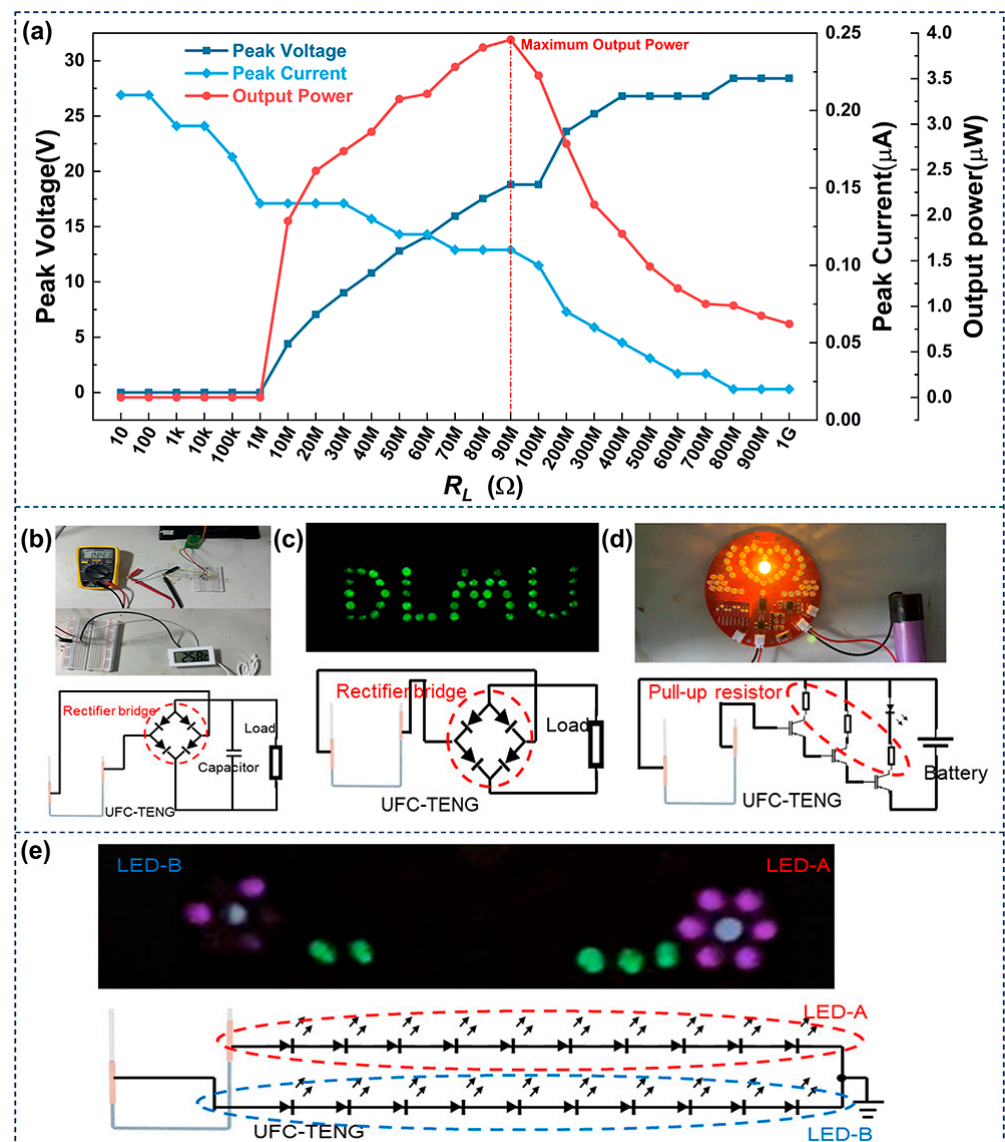 (a)
Peak Voltage
Peak Current
Output Power
Maximum Output Power
Peak Voltage(V)
30
25
20
15
10
5
0
Peak Current(μA)
0.25
0.20
0.15
0.10
0.05
0.00
Output power(μW)
4.0
3.5
3.0
2.5
2.0
1.5
1.0
0.5
0.0
10 100 1k 10k 100k 1M 10M 20M 30M 40M 50M 60M 70M 80M 90M 100M 200M 300M 400M 500M 600M 700M 800M 900M 1G
R_L (Ω)
(b)
Rectifier bridge
Load
Capacitor
UFC-TENG
(c)
DLMU
Rectifier bridge
Load
UFC-TENG
(d)
Pull-up resistor
Battery
UFC-TENG
(e)
LED-B
LED-A
LED-A
UFC-TENG
LED-B